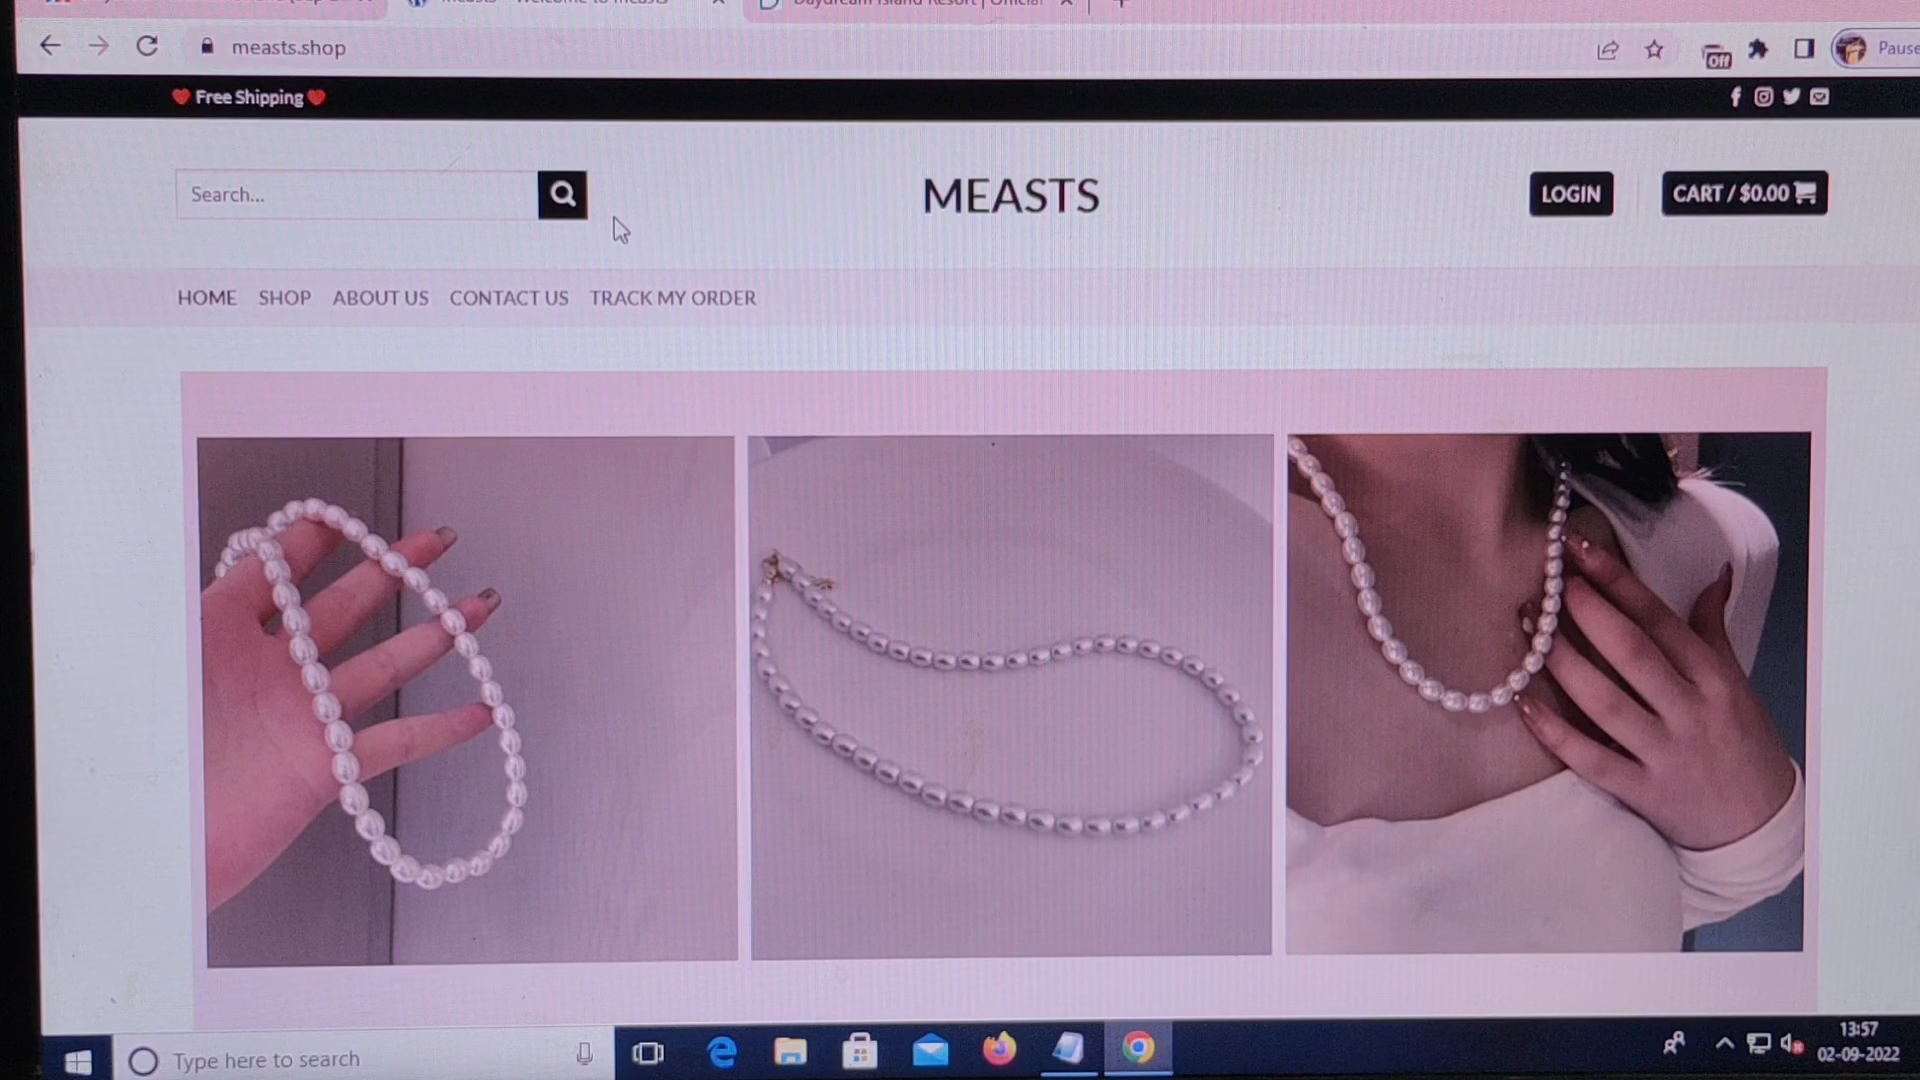 measts.shop
Off
Pause
Free Shipping
Search...
MEASTS
LOGIN
CART / $0.00
HOME SHOP ABOUT US CONTACT US TRACK MY ORDER
Type here to search
13:57
02-09-2022